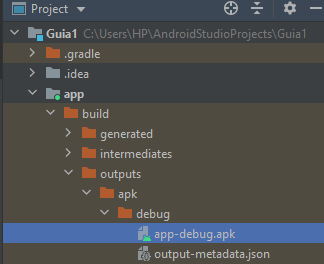 Project
Guia1 C:\Users\HP\AndroidStudioProjects\Guia1
.gradle
.idea
app
build
generated
intermediates
outputs
apk
debug
app-debug.apk
output-metadata.json